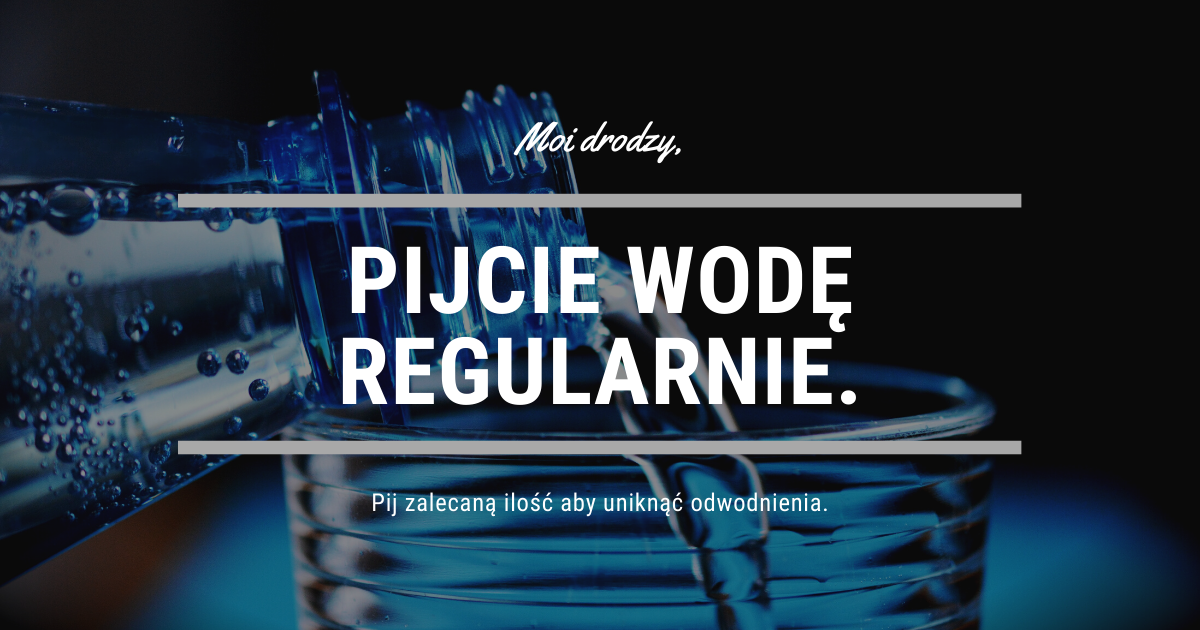 Moi drodzy,
PIJCIE WODĘ
REGULARNIE.
Pij zalecaną ilość aby uniknąć odwodnienia.